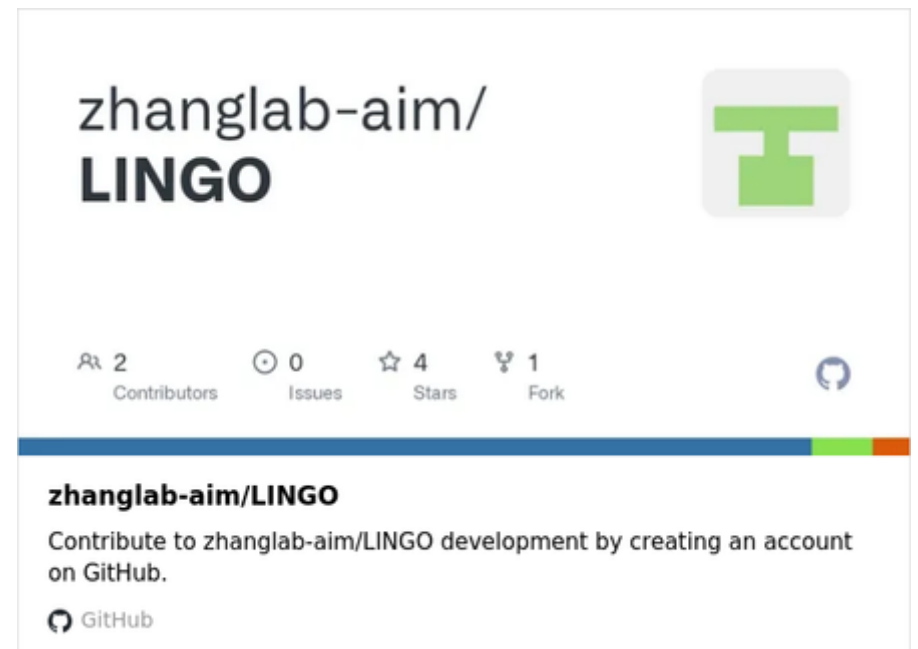 zhanglab-aim/
LINGO
2
Contributors
0
Issues
4
Stars
1
Fork
zhanglab-aim/LINGO
Contribute to zhanglab-aim/LINGO development by creating an account
on GitHub.
GitHub